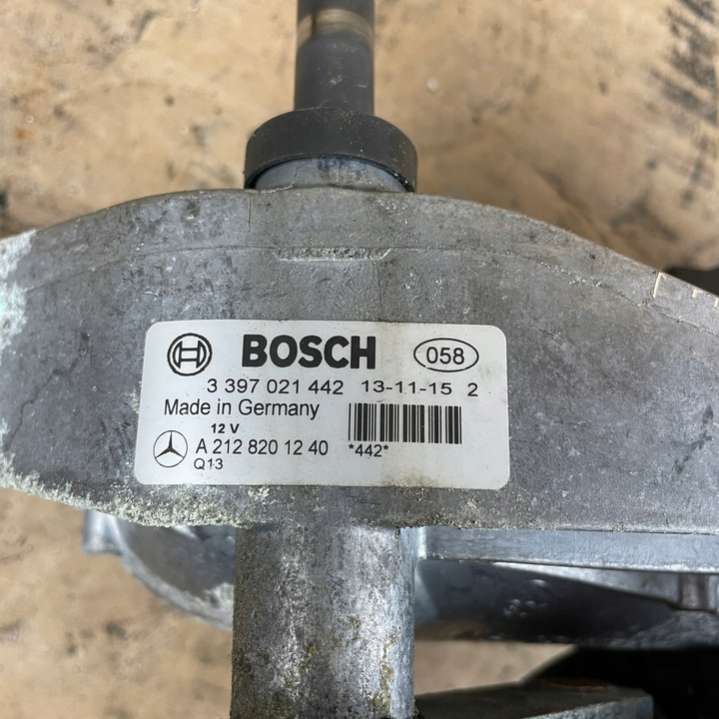 BOSCH 058
3 397 021 442 13-11-15 2
Made in Germany
12 V
A 212 820 12 40 *442*
Q13